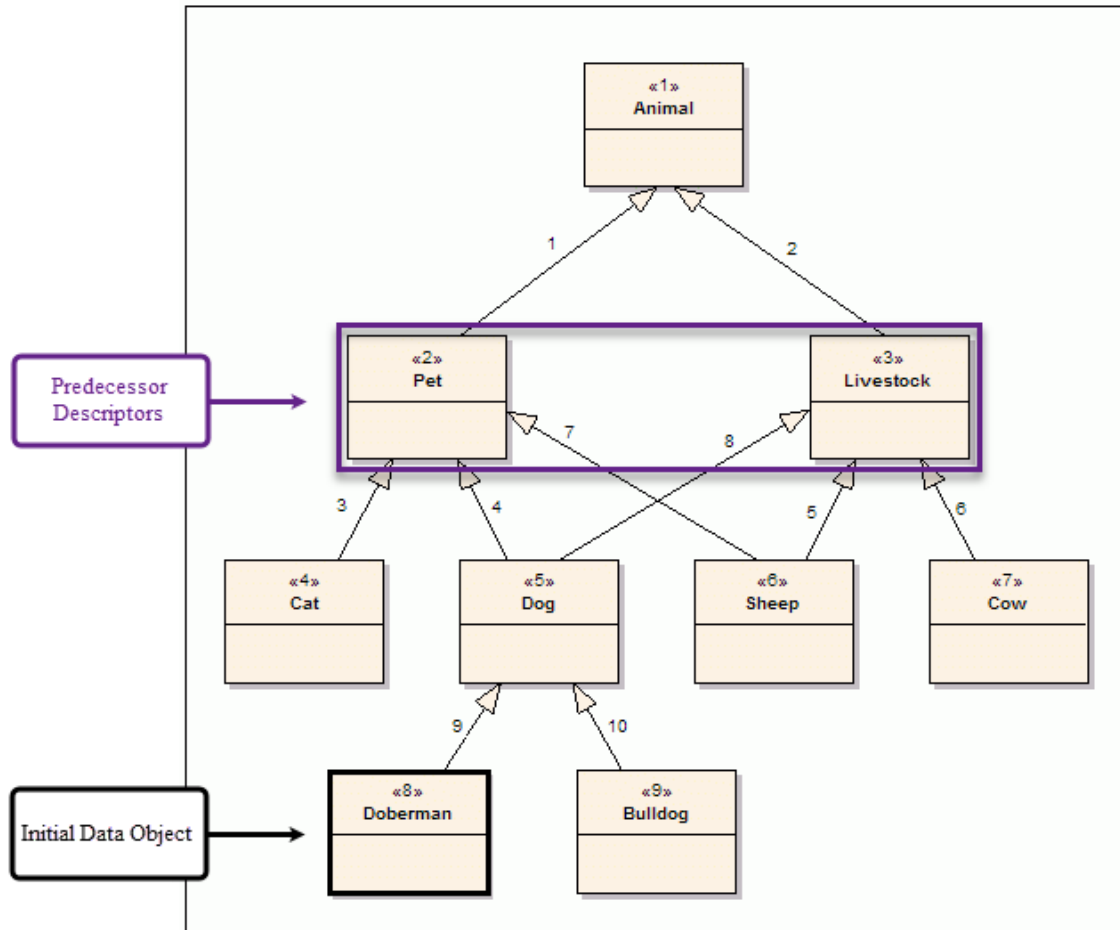 «1»
Animal
1
2
Predecessor
Descriptors
«2»
Pet
«3»
Livestock
7
8
3
4
5
6
«4»
Cat
«5»
Dog
«6»
Sheep
«7»
Cow
9
10
Initial Data Object
«8»
Doberman
«9»
Bulldog